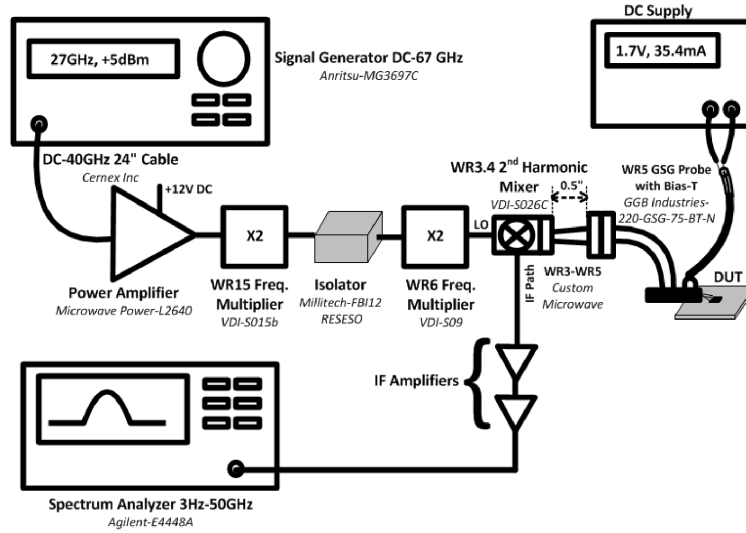 27GHz, +5dBm
Signal Generator DC-67 GHz
Anritsu-MG3697C
DC Supply
1.7V, 35.4mA
DC-40GHz 24" Cable
Cernex Inc
+12V DC
Power Amplifier
Microwave Power-L2640
X2
WR15 Freq.
Multiplier
VDI-S015b
Isolator
Millitech-FBI12
RESESO
X2
WR6 Freq.
Multiplier
VDI-S09
LO
WR3.4 2nd Harmonic
Mixer
VDI-S026C
0.5"
IF Path
WR3-WR5
Custom
Microwave
WR5 GSG Probe
with Bias-T
GGB Industries-
220-GSG-75-BT-N
DUT
IF Amplifiers
Spectrum Analyzer 3Hz-50GHz
Agilent-E4448A